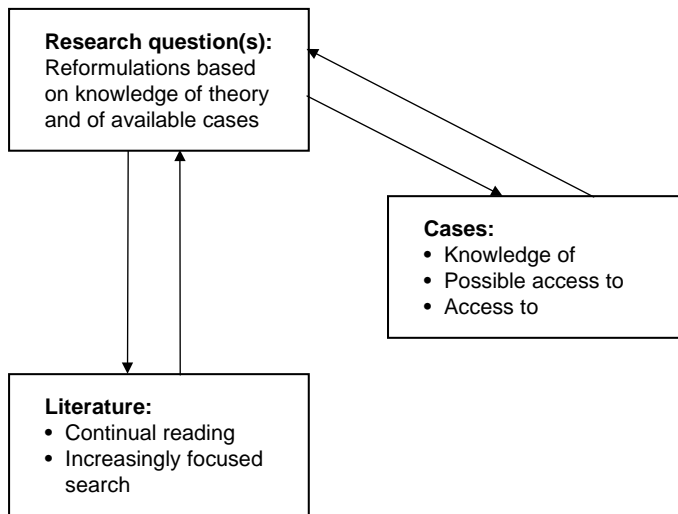 Research question(s):
Reformulations based
on knowledge of theory
and of available cases
Cases:
• Knowledge of
• Possible access to
• Access to
Literature:
• Continual reading
• Increasingly focused
search